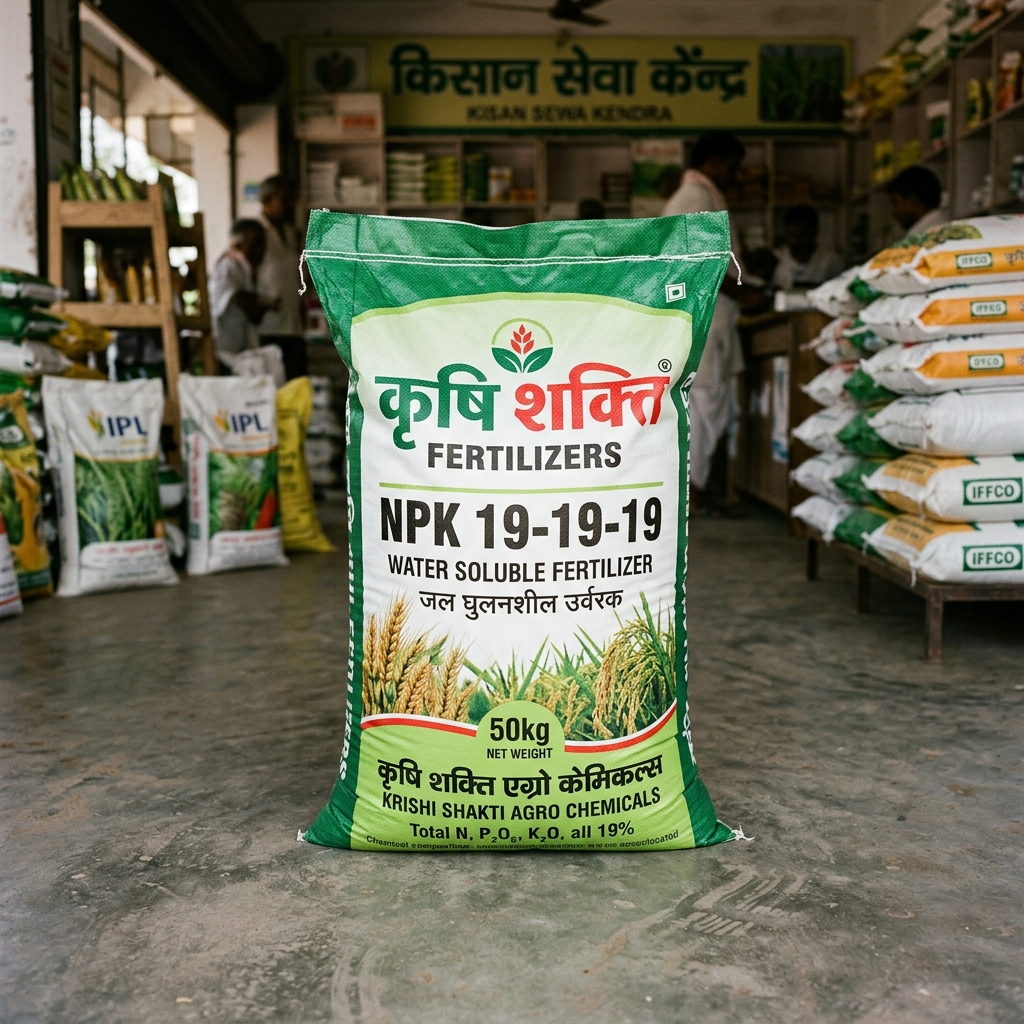 किसान सेवा केंन्द्र
KISAN SEWA KENDRA
कृषि शक्ति ®
FERTILIZERS
NPK 19-19-19
WATER SOLUBLE FERTILIZER
जल घुलनशील उर्वरक
50kg
NET WEIGHT
कृषि शक्ति एग्रो केमिकल्स
KRISHI SHAKTI AGRO CHEMICALS
Total N, P₂O₅, K₂O, all 19%
IPL
IPL
IFFCO
IFFCO
IFFCO
IFFCO